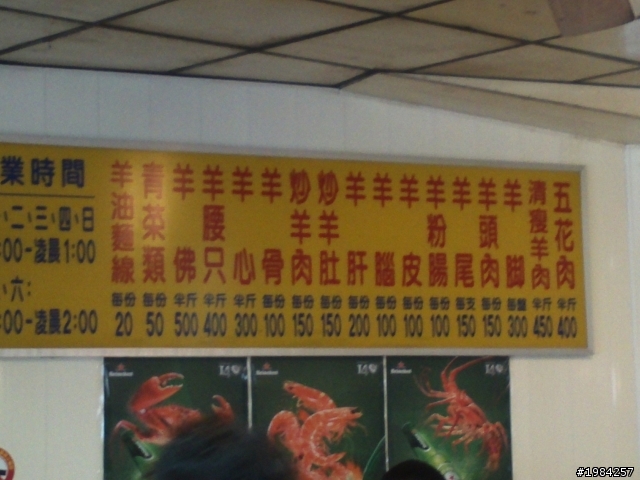 業時間
、二、三、四、日
:00-凌晨1:00
、六:
:00-凌晨2:00
羊油麵線 每份 20
青菜類 每份 50
羊佛 半斤 500
羊腰只 半斤 400
羊心 半斤 300
羊骨 每份 100
炒羊肉 每份 150
炒羊肚 每份 150
羊肝 每份 200
羊腦 每份 100
羊皮 每份 100
羊粉腸 每份 100
羊尾 每支 150
羊頭肉 每份 150
羊腳 每盤 300
清瘦羊肉 半斤 450
五花肉 半斤 400
Heineken
Heineken
Heineken
#1984257